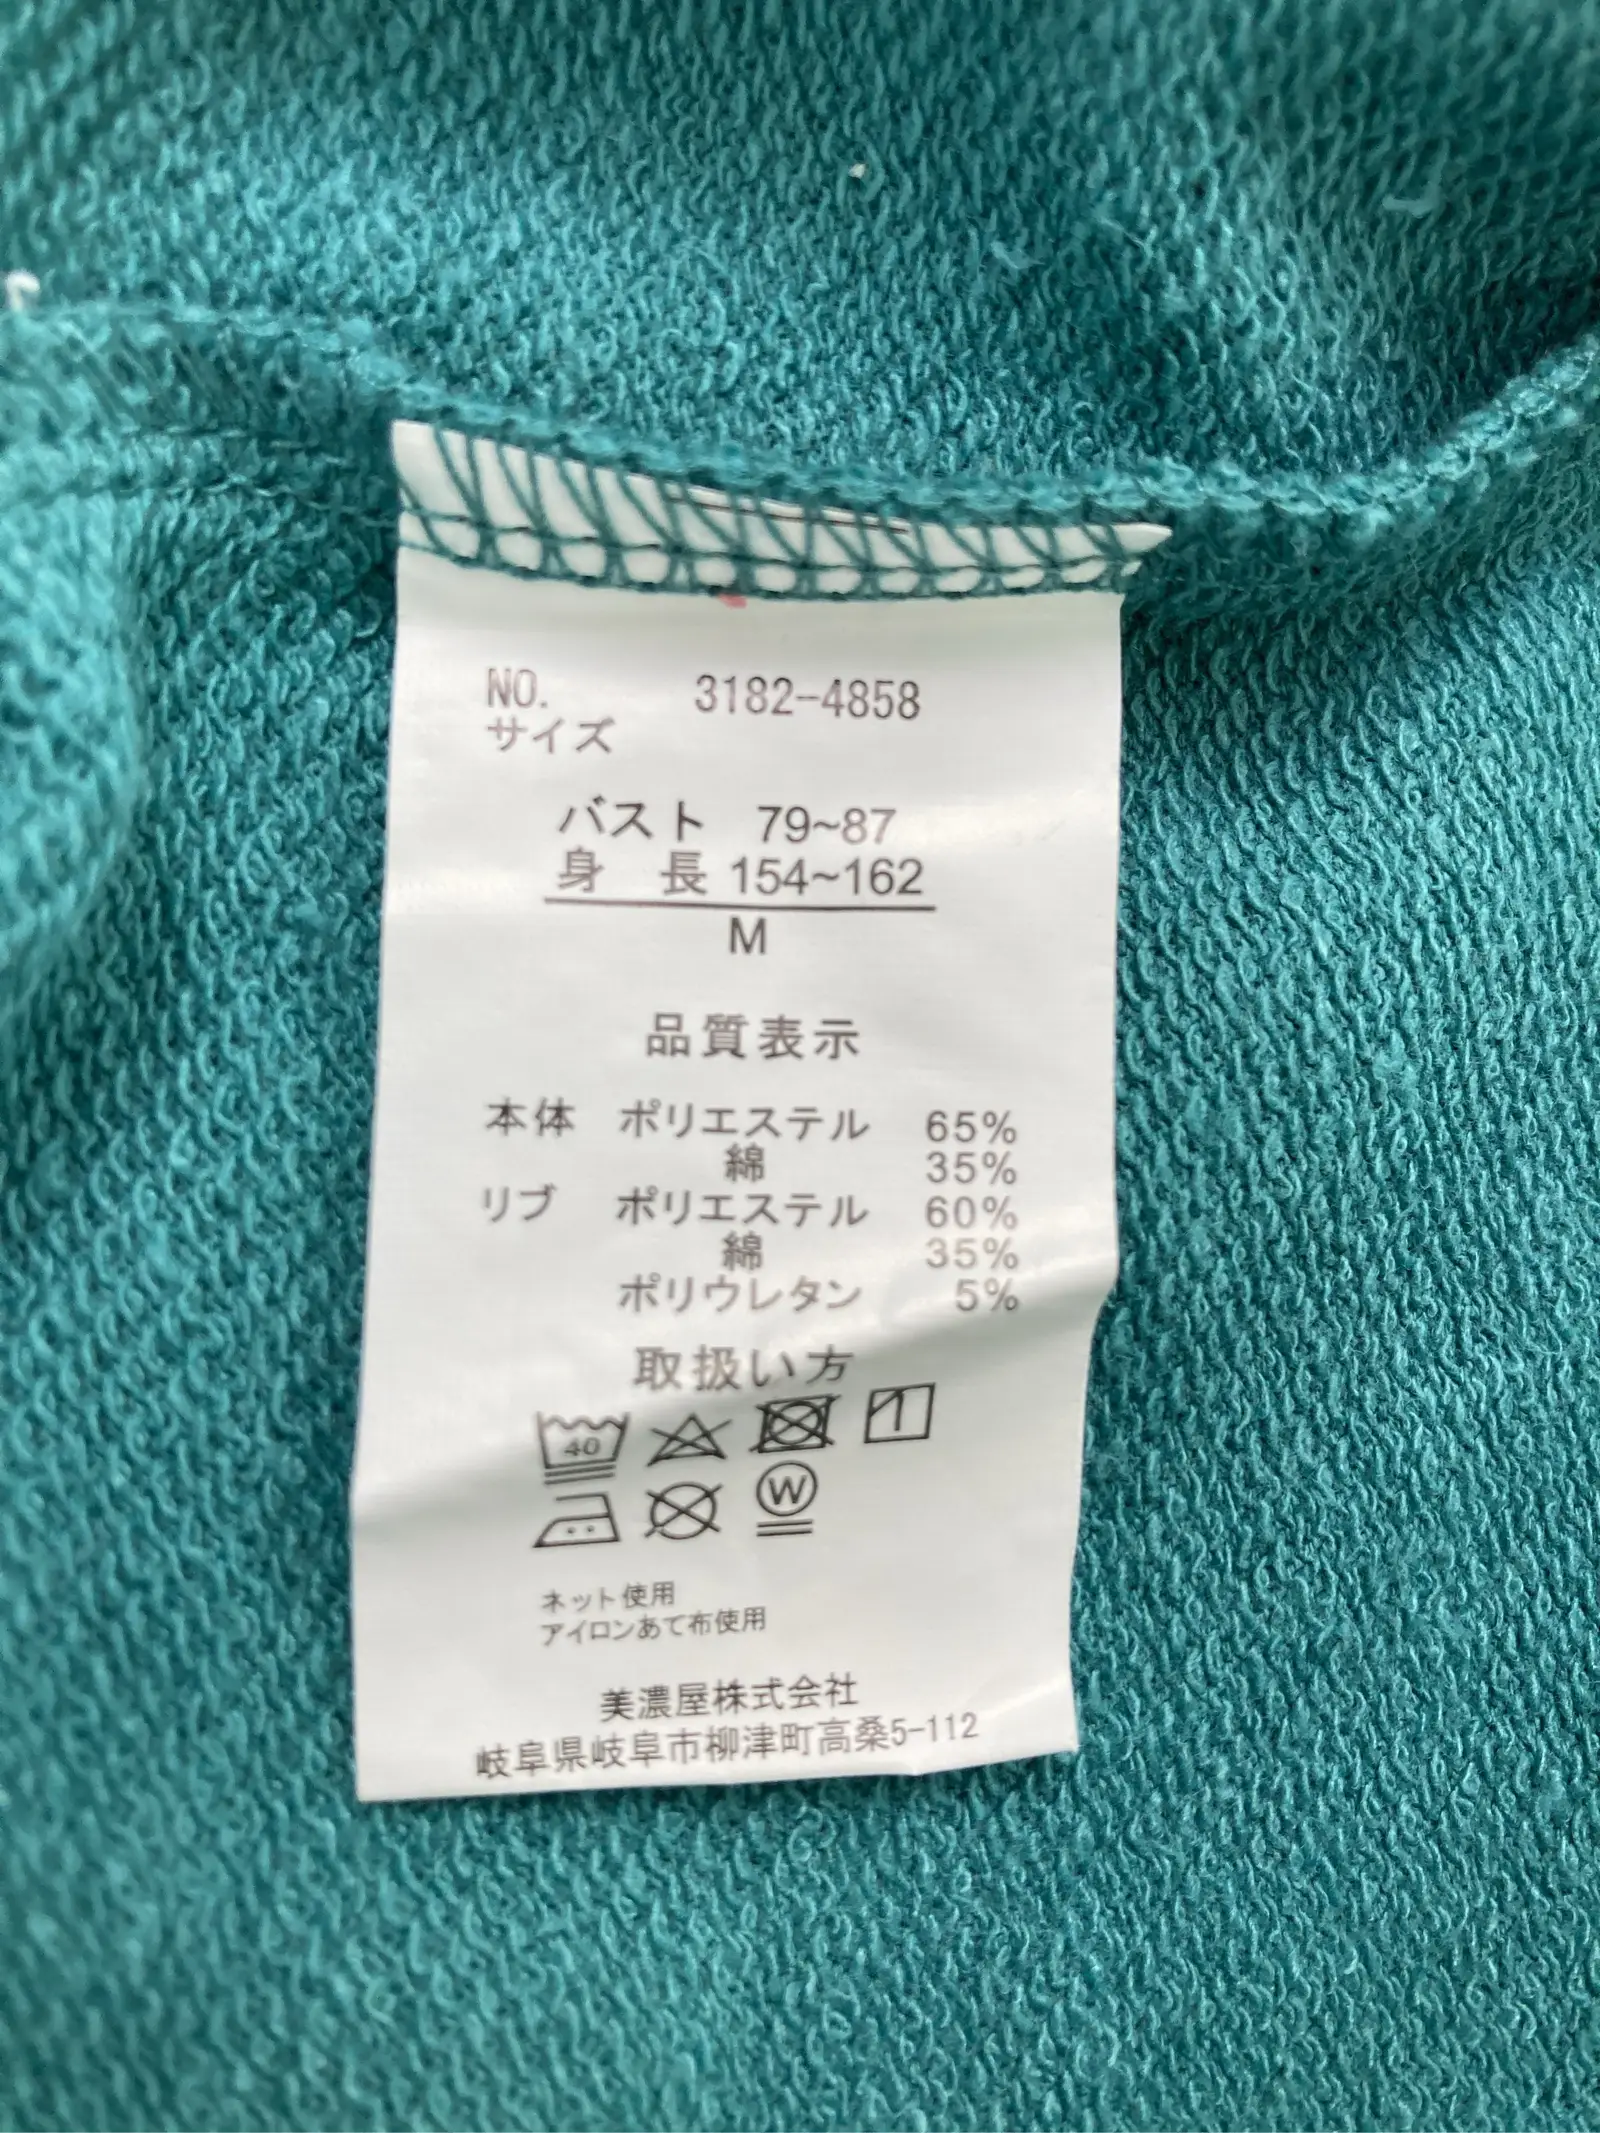 NO. 3182-4858
サイズ
バスト 79~87
身 長 154~162
M
品質表示
本体 ポリエステル 65%
綿 35%
リブ ポリエステル 60%
綿 35%
ポリウレタン 5%
取扱い方
40
W
ネット使用
アイロンあて布使用
美濃屋株式会社
岐阜県岐阜市柳津町高桑5-112